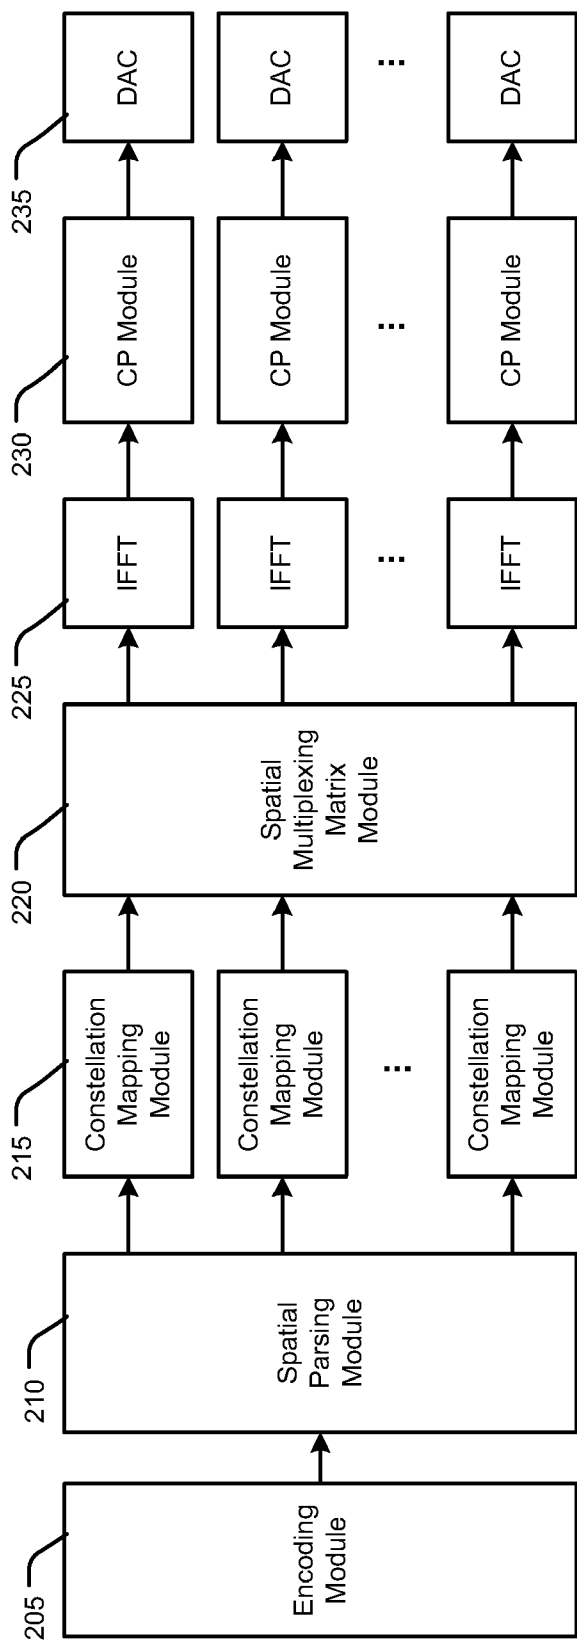 205
210
215
220
225
230
235
Encoding
Module
Spatial
Parsing
Module
Constellation
Mapping
Module
Constellation
Mapping
Module
...
Constellation
Mapping
Module
Spatial
Multiplexing
Matrix
Module
IFFT
IFFT
...
IFFT
CP Module
CP Module
...
CP Module
DAC
DAC
...
DAC